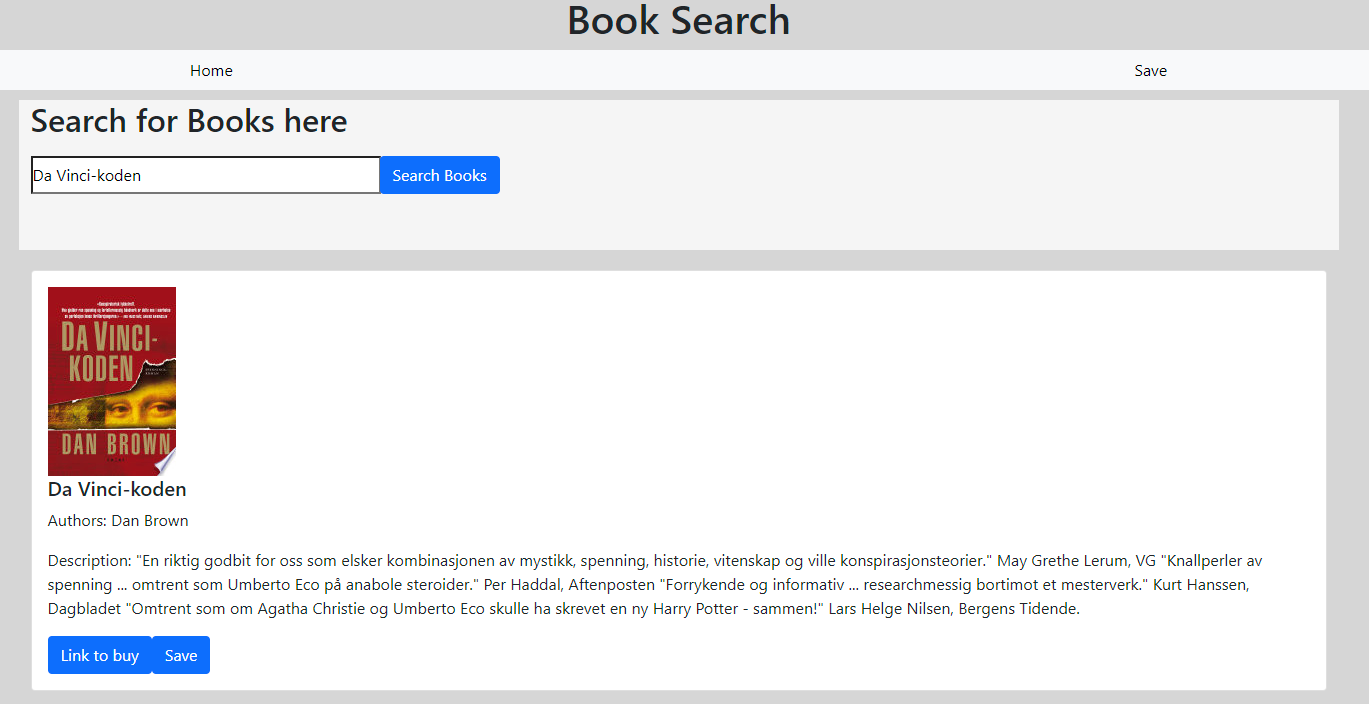 Book Search
Home
Save
Search for Books here
Da Vinci-koden
Search Books
DA VINCI-
KODEN
DAN BROWN
Da Vinci-koden
Authors: Dan Brown
Description: "En riktig godbit for oss som elsker kombinasjonen av mystikk, spenning, historie, vitenskap og ville konspirasjonsteorier." May Grethe Lerum, VG "Knallperler av
spenning ... omtrent som Umberto Eco på anabole steroider." Per Haddal, Aftenposten "Forrykende og informativ ... researchmessig bortimot et mesterverk." Kurt Hanssen,
Dagbladet "Omtrent som om Agatha Christie og Umberto Eco skulle ha skrevet en ny Harry Potter - sammen!" Lars Helge Nilsen, Bergens Tidende.
Link to buy
Save